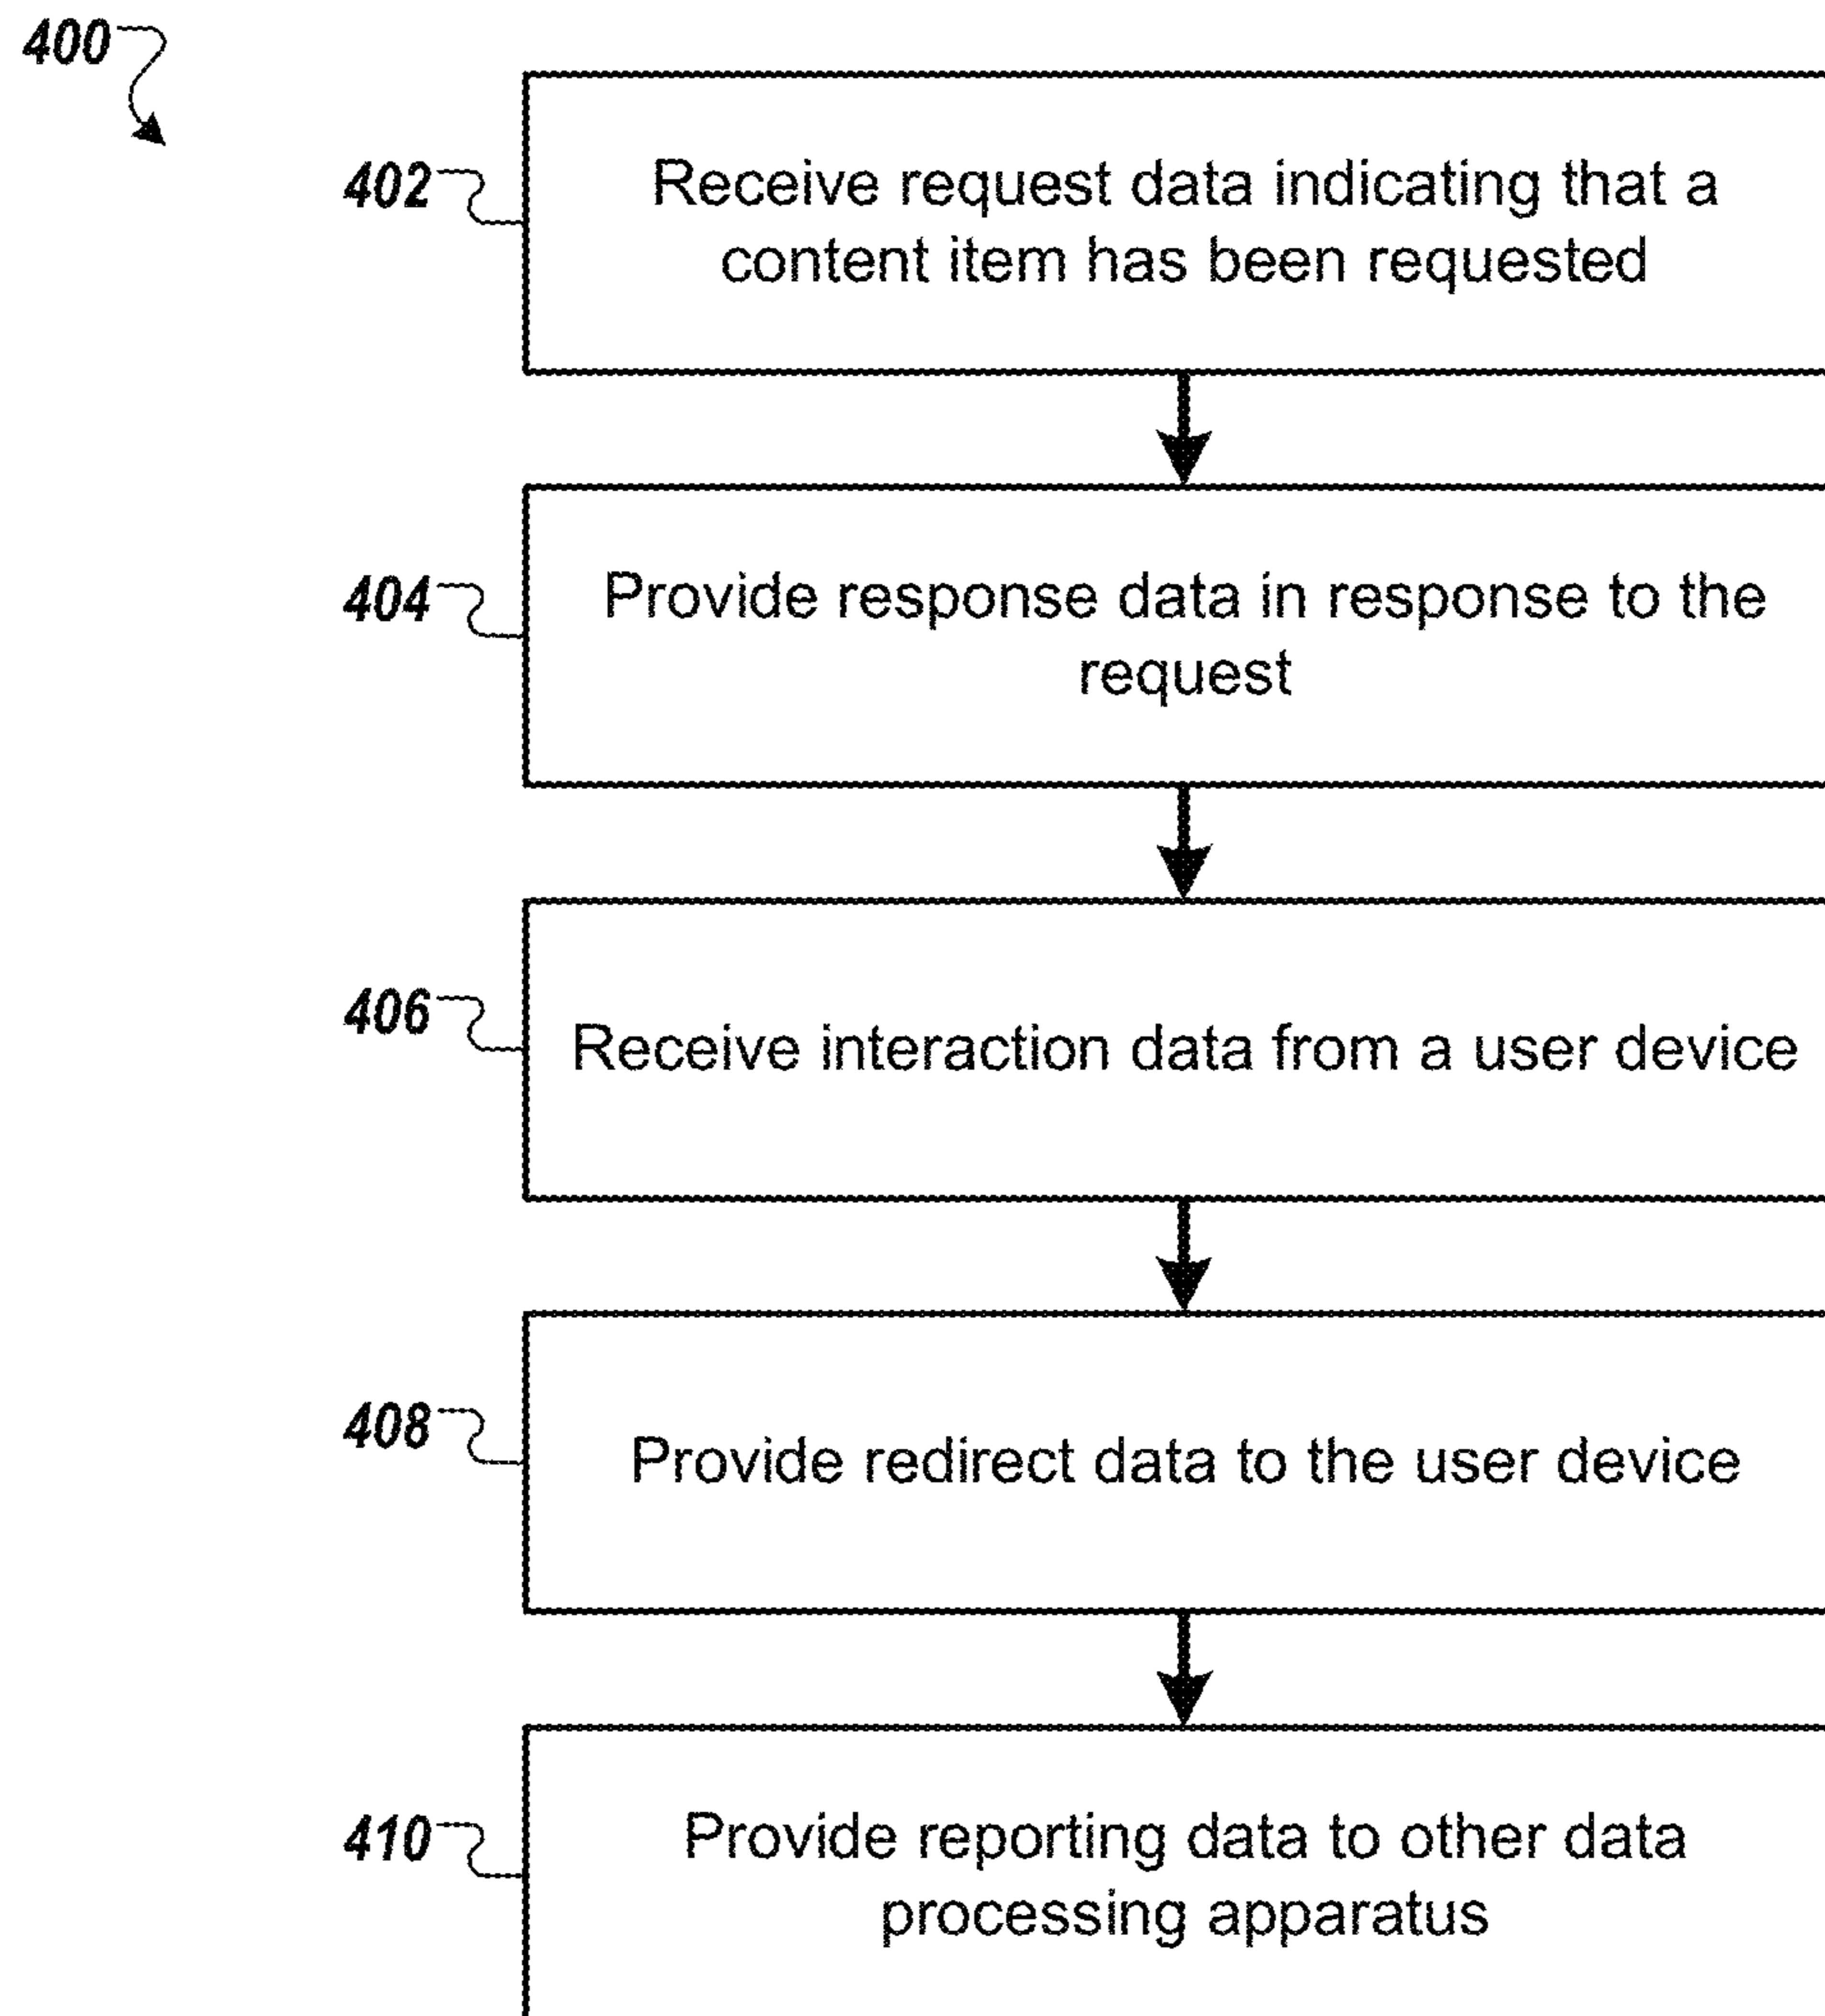 400
402
Receive request data indicating that a
content item has been requested
404
Provide response data in response to the
request
406
Receive interaction data from a user device
408
Provide redirect data to the user device
410
Provide reporting data to other data
processing apparatus